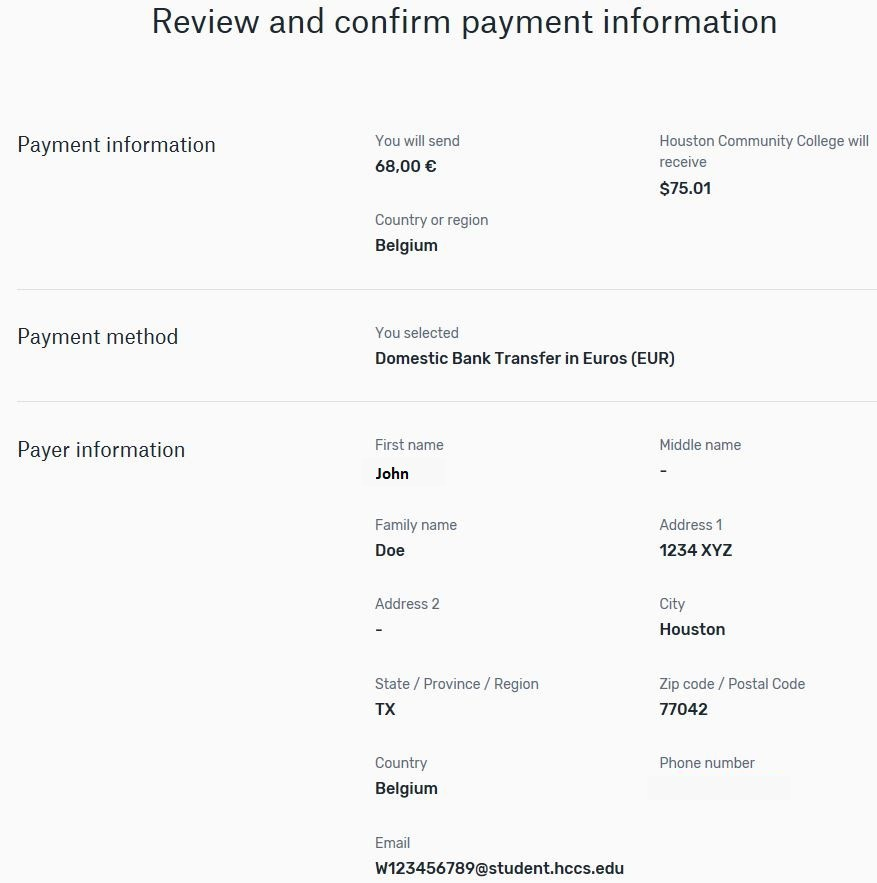 Review and confirm payment information
Payment information
You will send
68,00 €
Houston Community College will
receive
$75.01
Country or region
Belgium
Payment method
You selected
Domestic Bank Transfer in Euros (EUR)
Payer information
First name
John
Middle name
-
Family name
Doe
Address 1
1234 XYZ
Address 2
-
City
Houston
State / Province / Region
TX
Zip code / Postal Code
77042
Country
Belgium
Phone number
Email
W123456789@student.hccs.edu